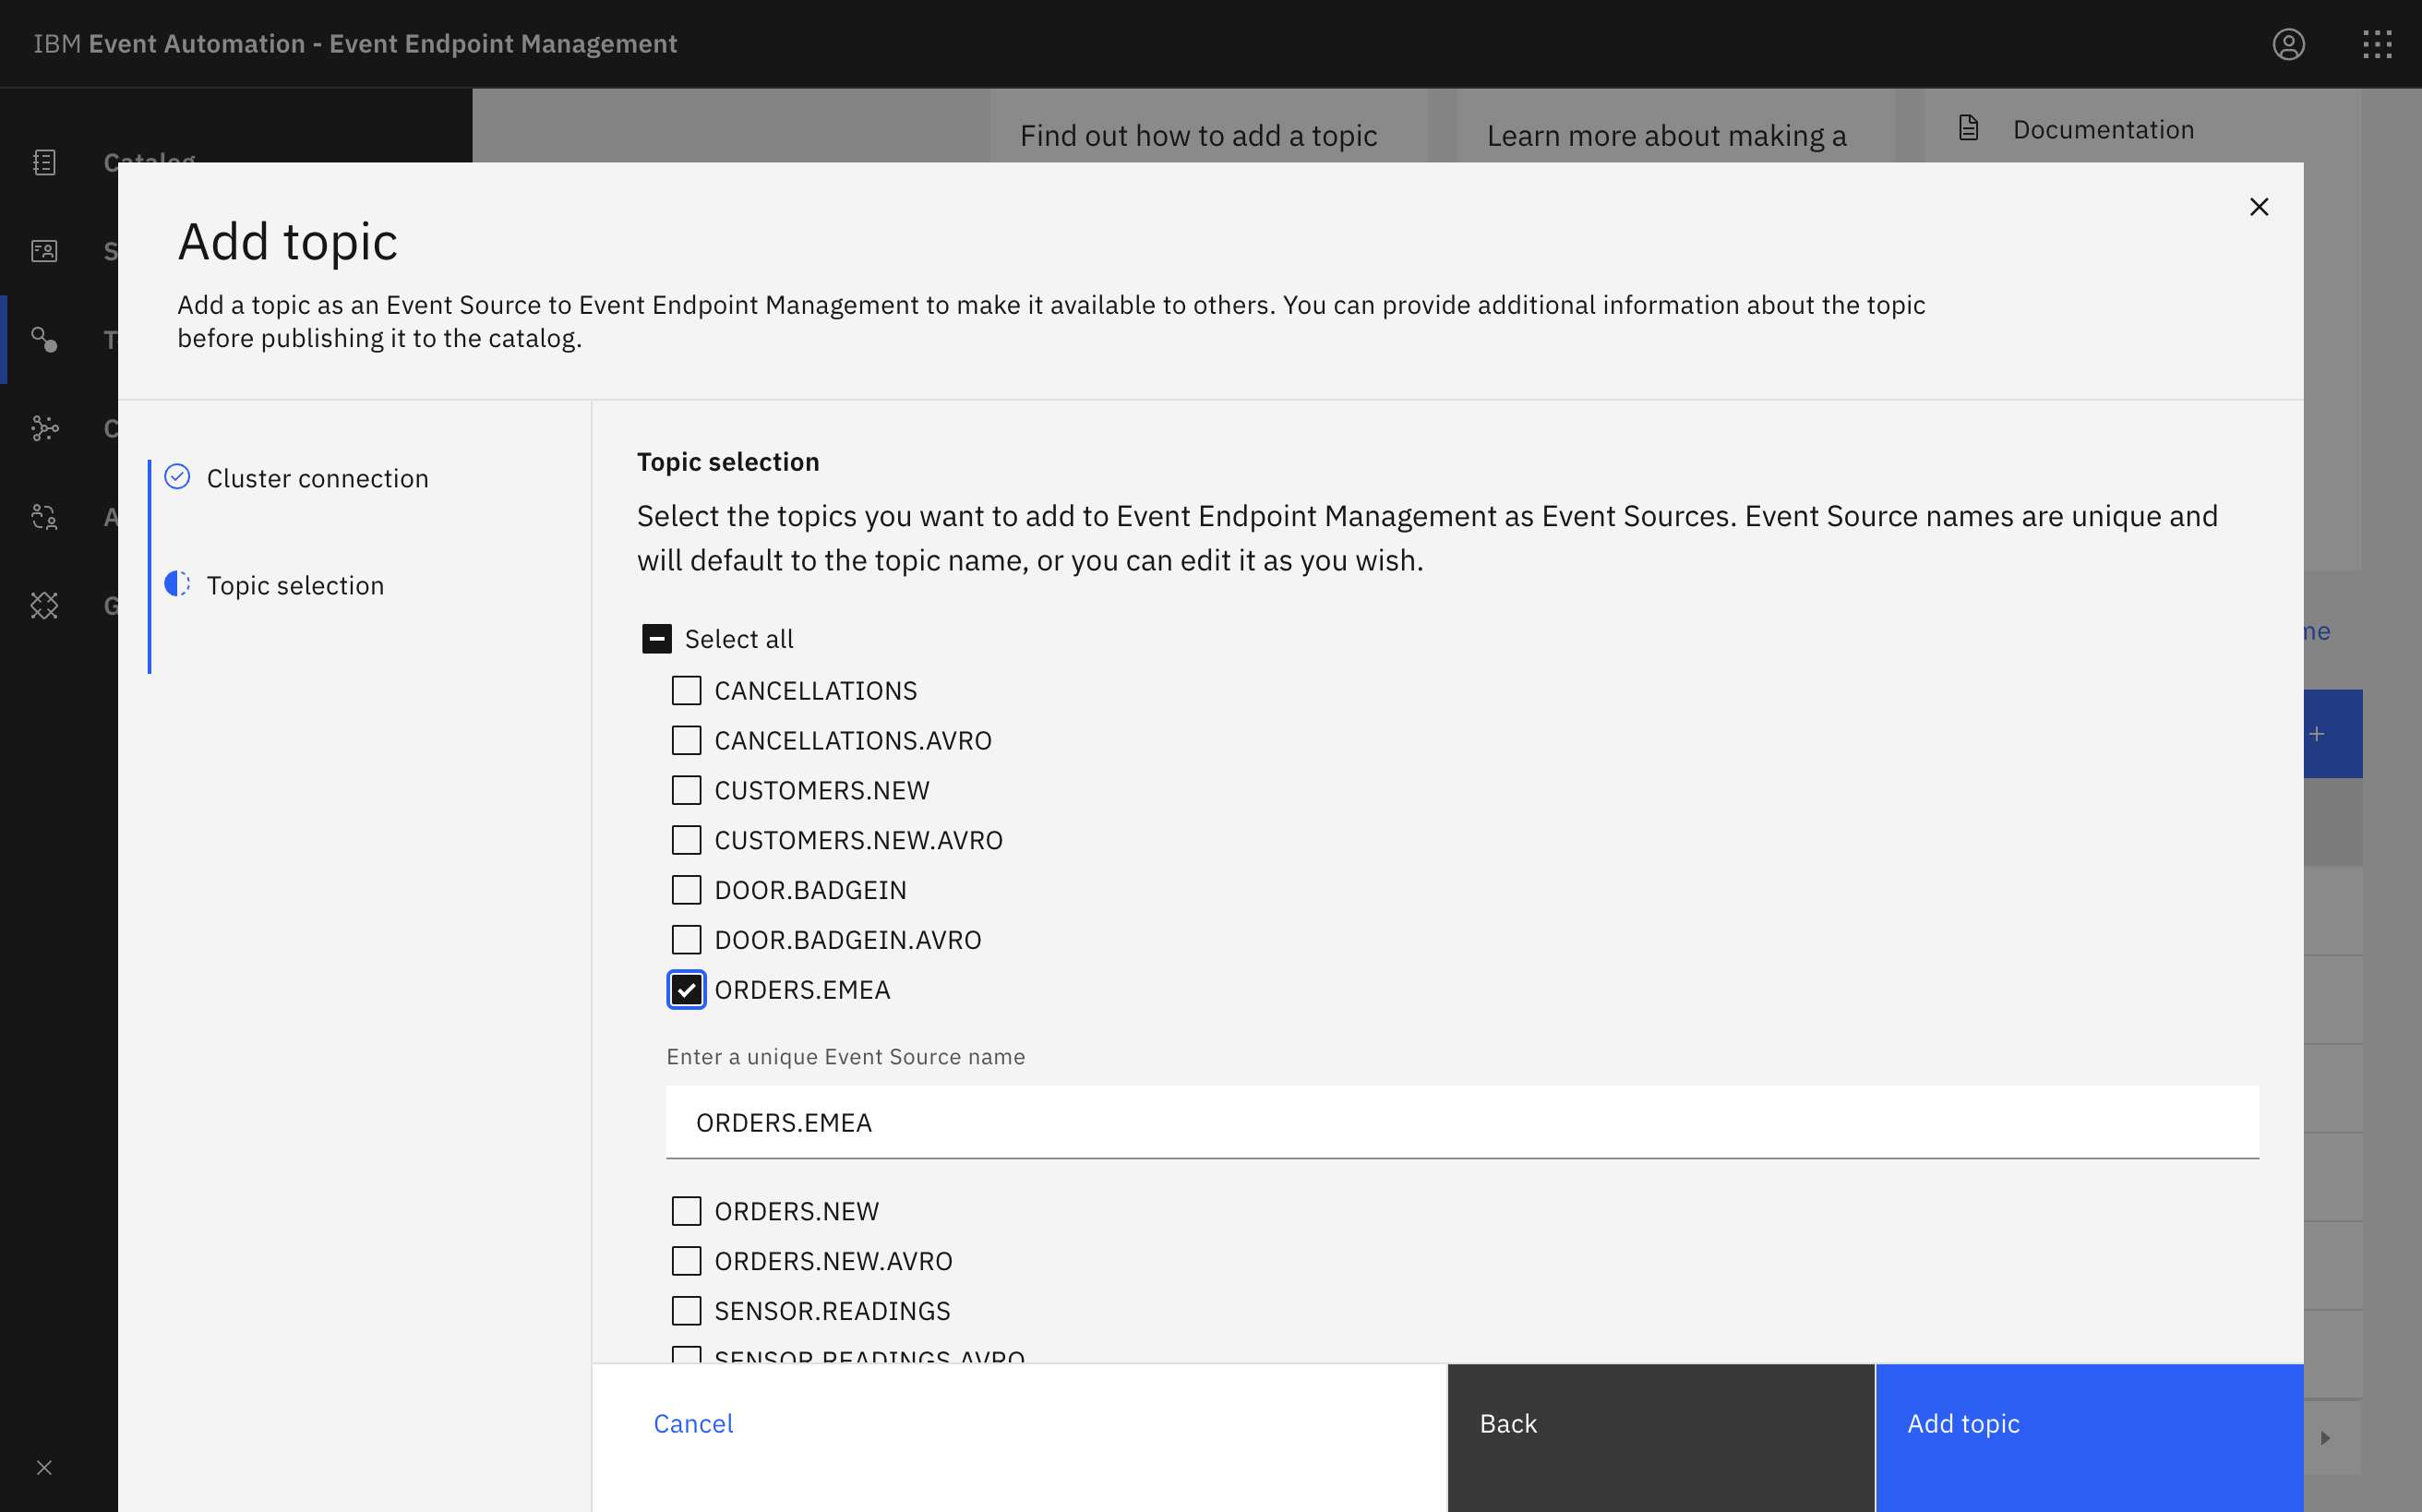 IBM Event Automation - Event Endpoint Management
Find out how to add a topic
Learn more about making a
Documentation
Catalog
Add topic
Add a topic as an Event Source to Event Endpoint Management to make it available to others. You can provide additional information about the topic
before publishing it to the catalog.
Cluster connection
Topic selection
Topic selection
Select the topics you want to add to Event Endpoint Management as Event Sources. Event Source names are unique and
will default to the topic name, or you can edit it as you wish.
Select all
CANCELLATIONS
CANCELLATIONS.AVRO
CUSTOMERS.NEW
CUSTOMERS.NEW.AVRO
DOOR.BADGEIN
DOOR.BADGEIN.AVRO
ORDERS.EMEA
Enter a unique Event Source name
ORDERS.EMEA
ORDERS.NEW
ORDERS.NEW.AVRO
SENSOR.READINGS
SENSOR.READINGS.AVRO
Cancel
Back
Add topic